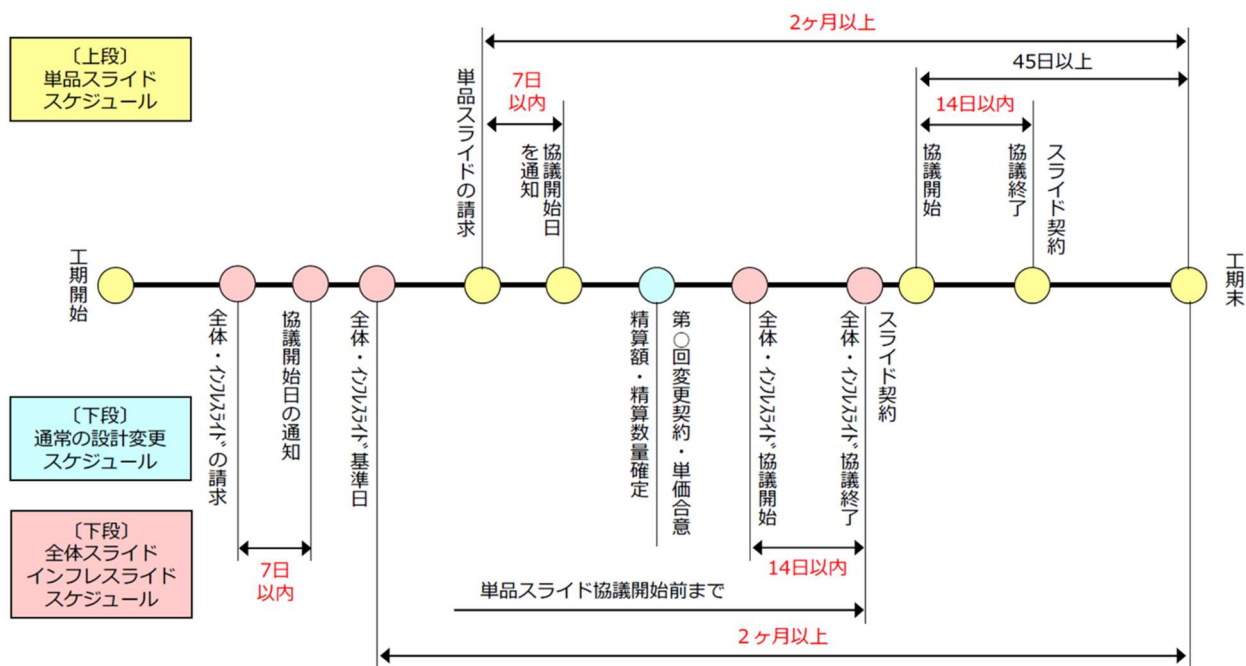 〔上段〕
単品スライド
スケジュール
2ヶ月以上
45日以上
7日
以内
14日以内
単品スライドの請求
協議開始日
を通知
協議開始
協議終了
スライド契約
工期開始
工期末
全体・インフレスライドの請求
協議開始日の通知
全体・インフレスライド基準日
第○回変更契約・単価合意
精算額・精算数量確定
全体・インフレスライド協議開始
スライド契約
全体・インフレスライド協議終了
〔下段〕
通常の設計変更
スケジュール
〔下段〕
全体スライド
インフレスライド
スケジュール
7日
以内
14日以内
単品スライド協議開始前まで
2ヶ月以上